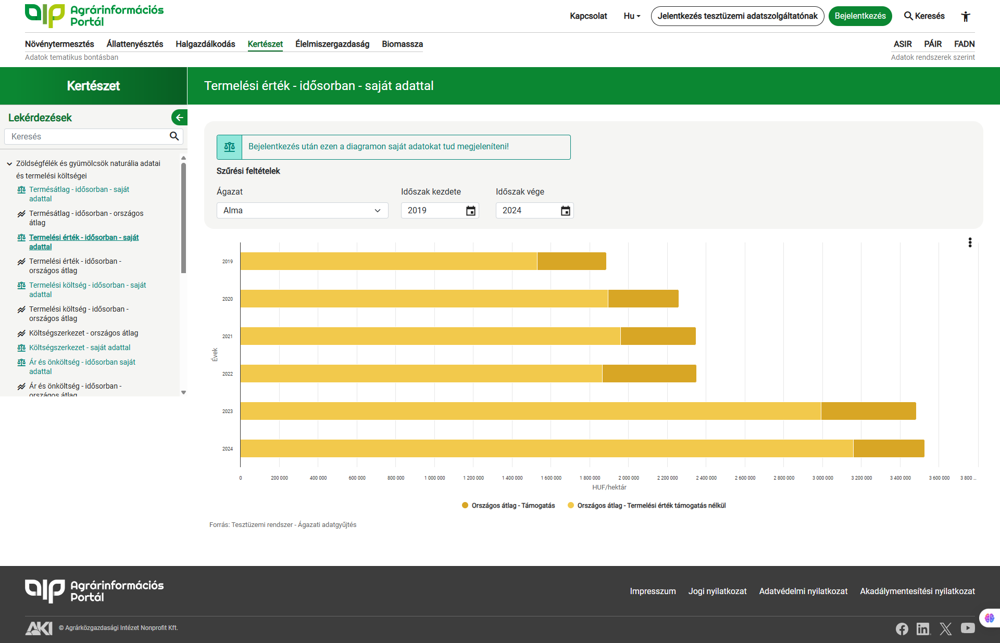 Agrárinformációs
Portál
Kapcsolat
Hu
Jelentkezés tesztüzemi adatszolgáltatónak
Bejelentkezés
Keresés
Növénytermesztés
Állattenyésztés
Halgazdálkodás
Kertészet
Élelmiszergazdaság
Biomassza
ASIR
PÁIR
FADN
Adatok tematikus bontásban
Adatok rendszerek szerint
Kertészet
Termelési érték - idősorban - saját adattal
Lekérdezések
Keresés
Zöldségfélék és gyümölcsök naturália adatai
és termelési költségei
Termésátlag - idősorban - saját
adattal
Termésátlag - idősorban - országos
átlag
Termelési érték - idősorban - saját
adattal
Termelési érték - idősorban -
országos átlag
Termelési költség - idősorban - saját
adattal
Termelési költség - idősorban -
országos átlag
Költségszerkezet - országos átlag
Költségszerkezet - saját adattal
Ár és önköltség - idősorban saját
adattal
Ár és önköltség - idősorban -
országos átlag
Bejelentkezés után ezen a diagramon saját adatokat tud megjeleníteni!
Szűrési feltételek
Ágazat
Időszak kezdete
Időszak vége
Alma
2019
2024
2019
2020
2021
2022
2023
2024
Évek
0
200 000
400 000
600 000
800 000
1 000 000
1 200 000
1 400 000
1 600 000
1 800 000
2 000 000
2 200 000
2 400 000
2 600 000
2 800 000
3 000 000
3 200 000
3 400 000
3 600 000
3 800 ...
HUF/hektár
Országos átlag - Támogatás
Országos átlag - Termelési érték támogatás nélkül
Forrás: Tesztüzemi rendszer - Ágazati adatgyűjtés
Agrárinformációs
Portál
Impresszum
Jogi nyilatkozat
Adatvédelmi nyilatkozat
Akadálymentesítési nyilatkozat
AKI
© Agrárközgazdasági Intézet Nonprofit Kft.